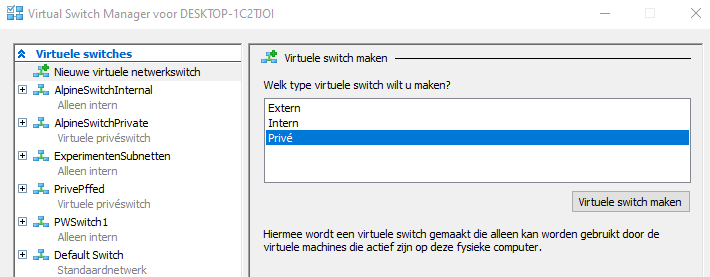 Virtual Switch Manager voor DESKTOP-1C2TJOI
Virtuele switches
Nieuwe virtuele netwerkswitch
AlpineSwitchInternal
Alleen intern
AlpineSwitchPrivate
Virtuele privéswitch
ExperimentenSubnetten
Alleen intern
PrivePffed
Virtuele privéswitch
PWSwitch1
Alleen intern
Default Switch
Standaardnetwerk
Virtuele switch maken
Welk type virtuele switch wilt u maken?
Extern
Intern
Privé
Virtuele switch maken
Hiermee wordt een virtuele switch gemaakt die alleen kan worden gebruikt door de
virtuele machines die actief zijn op deze fysieke computer.